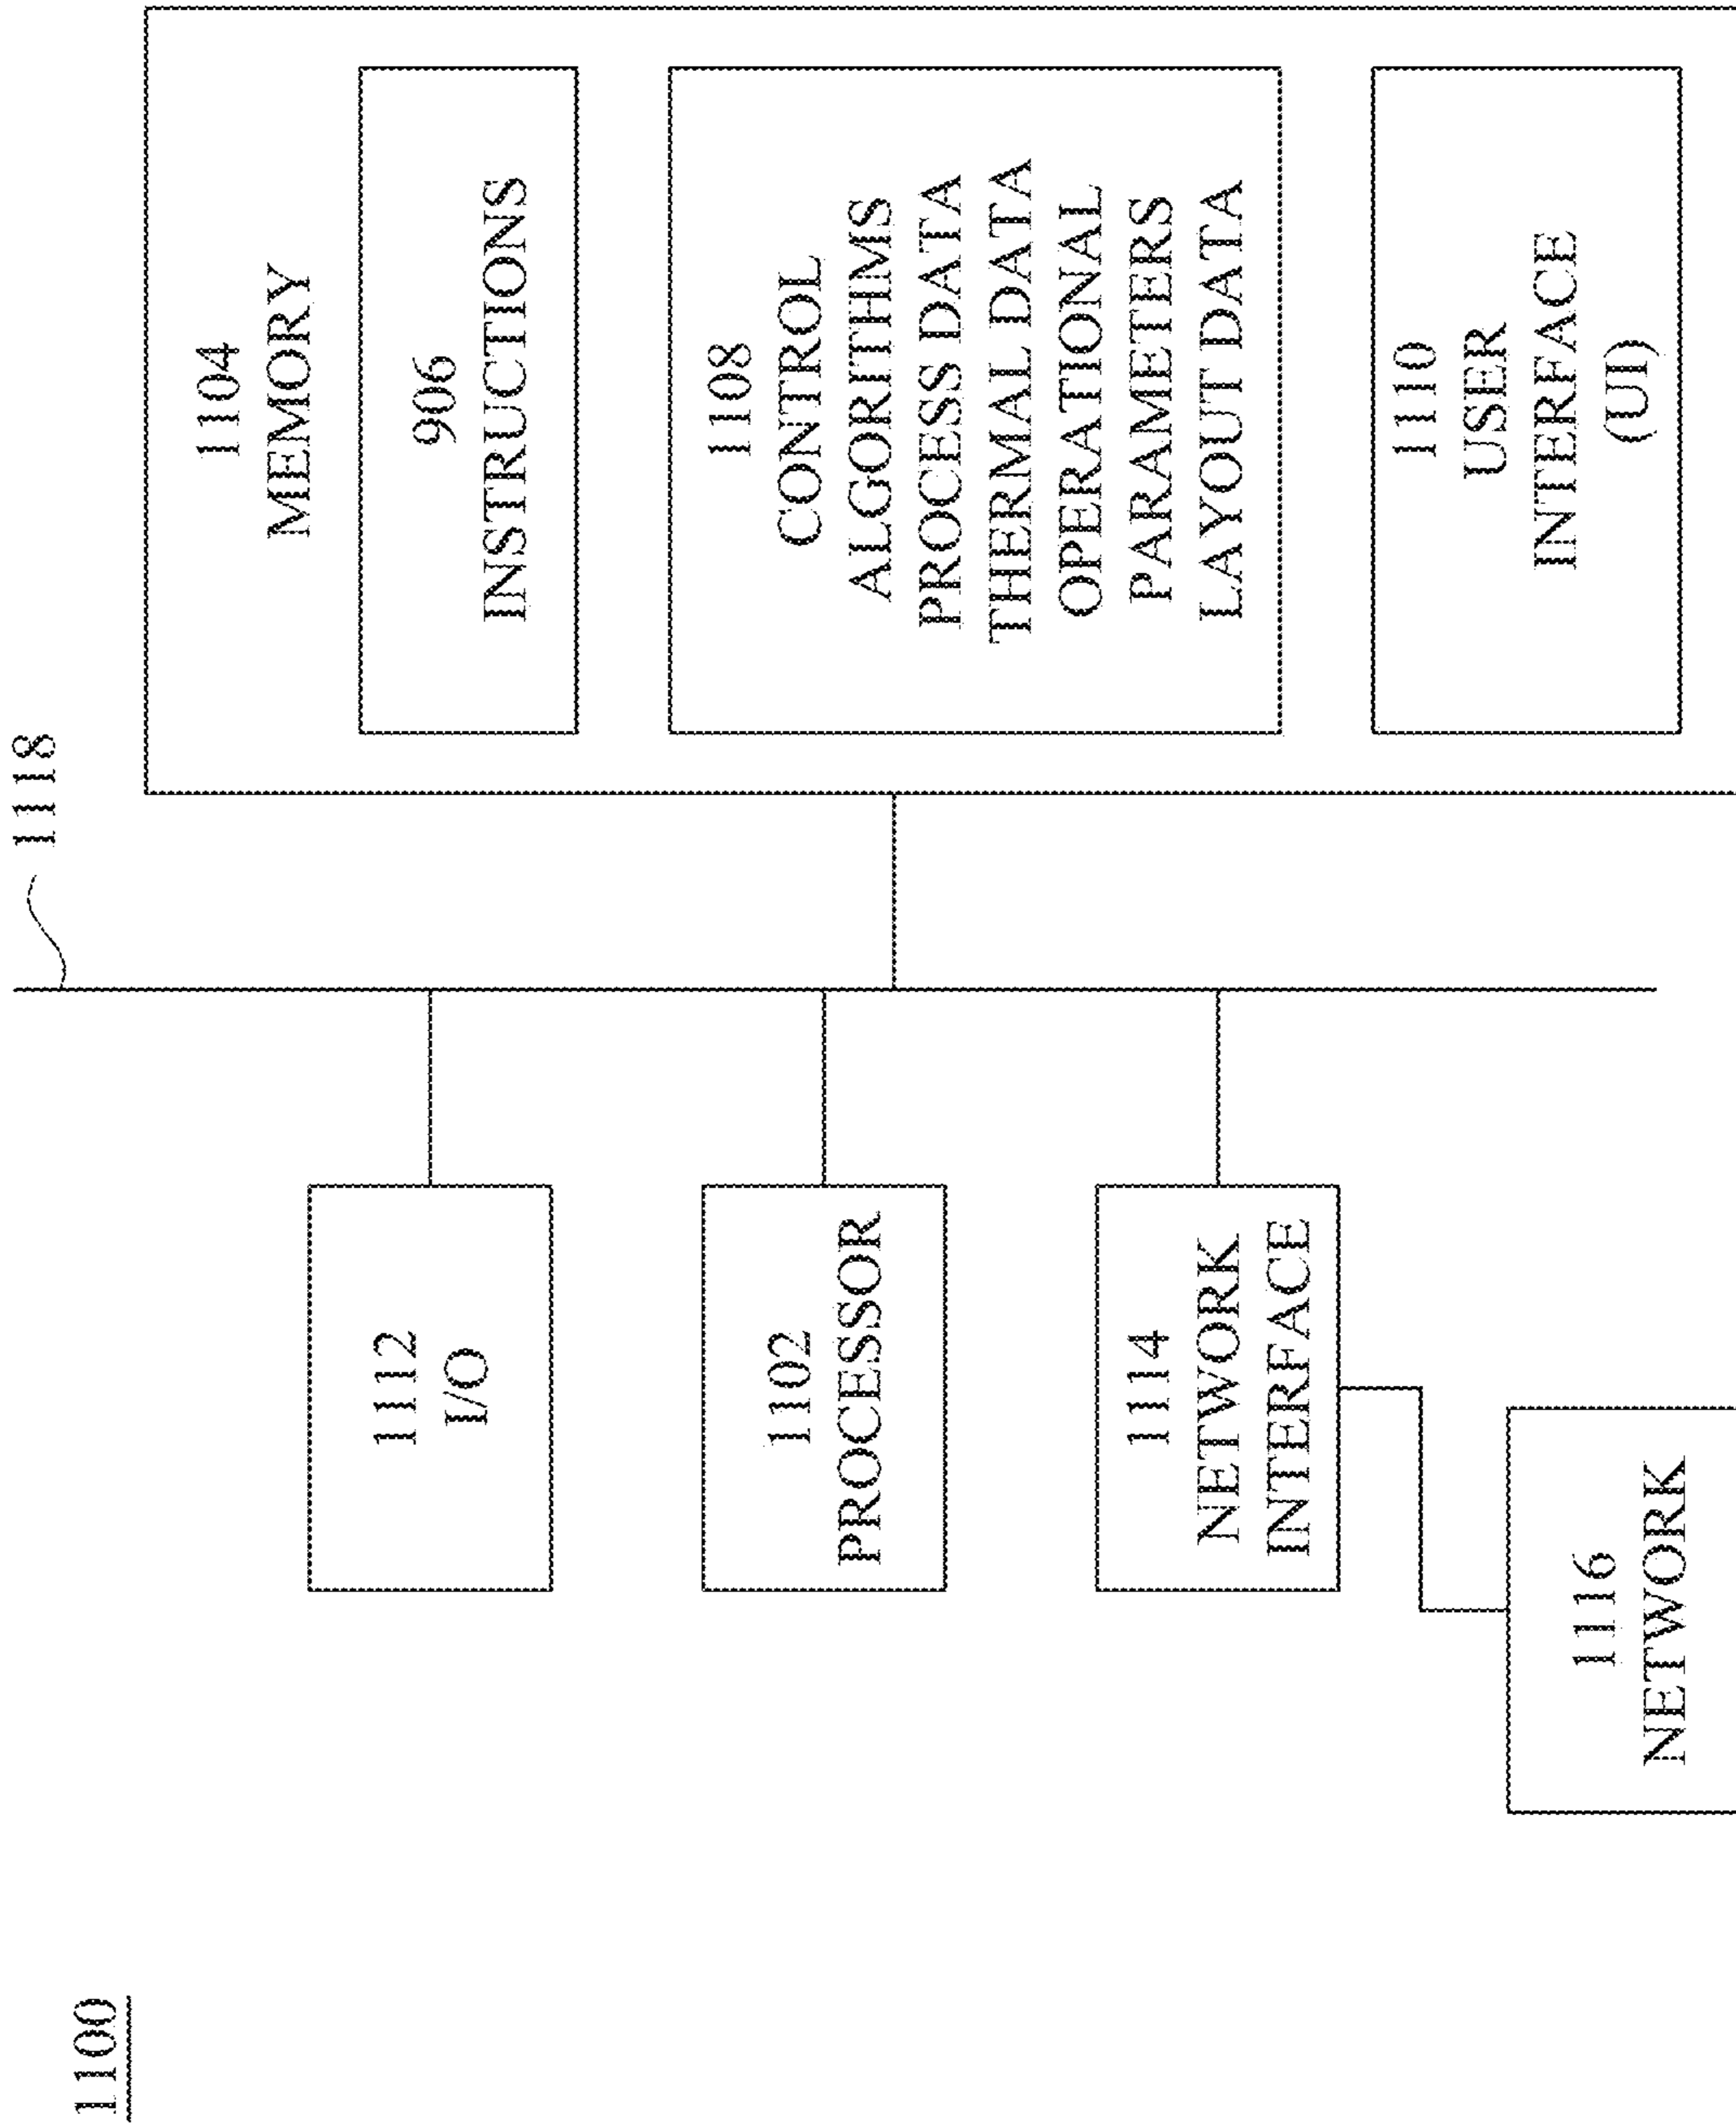 1100
1118
1112
I/O
1102
PROCESSOR
1114
NETWORK
INTERFACE
1116
NETWORK
1104
MEMORY
906
INSTRUCTIONS
1108
CONTROL
ALGORITHMS
PROCESS DATA
THERMAL DATA
OPERATIONAL
PARAMETERS
LAYOUT DATA
1110
USER
INTERFACE
(UI)